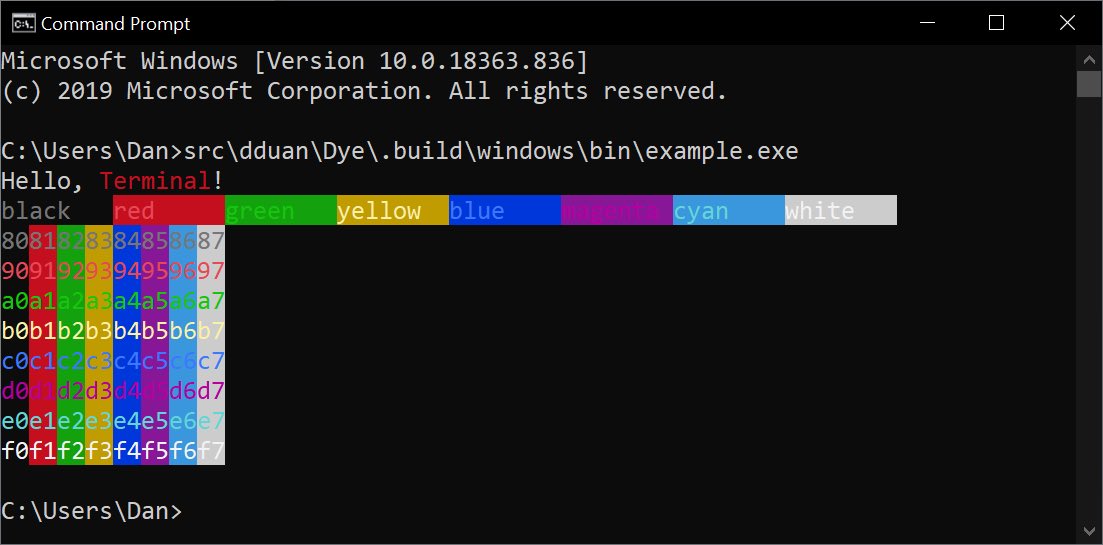 Command Prompt
Microsoft Windows [Version 10.0.18363.836]
(c) 2019 Microsoft Corporation. All rights reserved.
C:\Users\Dan>src\dduan\Dye\.build\windows\bin\example.exe
Hello, Terminal!
black   red     green   yellow  blue    magenta cyan    white
8081828384858687
9091929394959697
a0a1a2a3a4a5a6a7
b0b1b2b3b4b5b6b7
c0c1c2c3c4c5c6c7
d0d1d2d3d4d5d6d7
e0e1e2e3e4e5e6e7
f0f1f2f3f4f5f6f7
C:\Users\Dan>